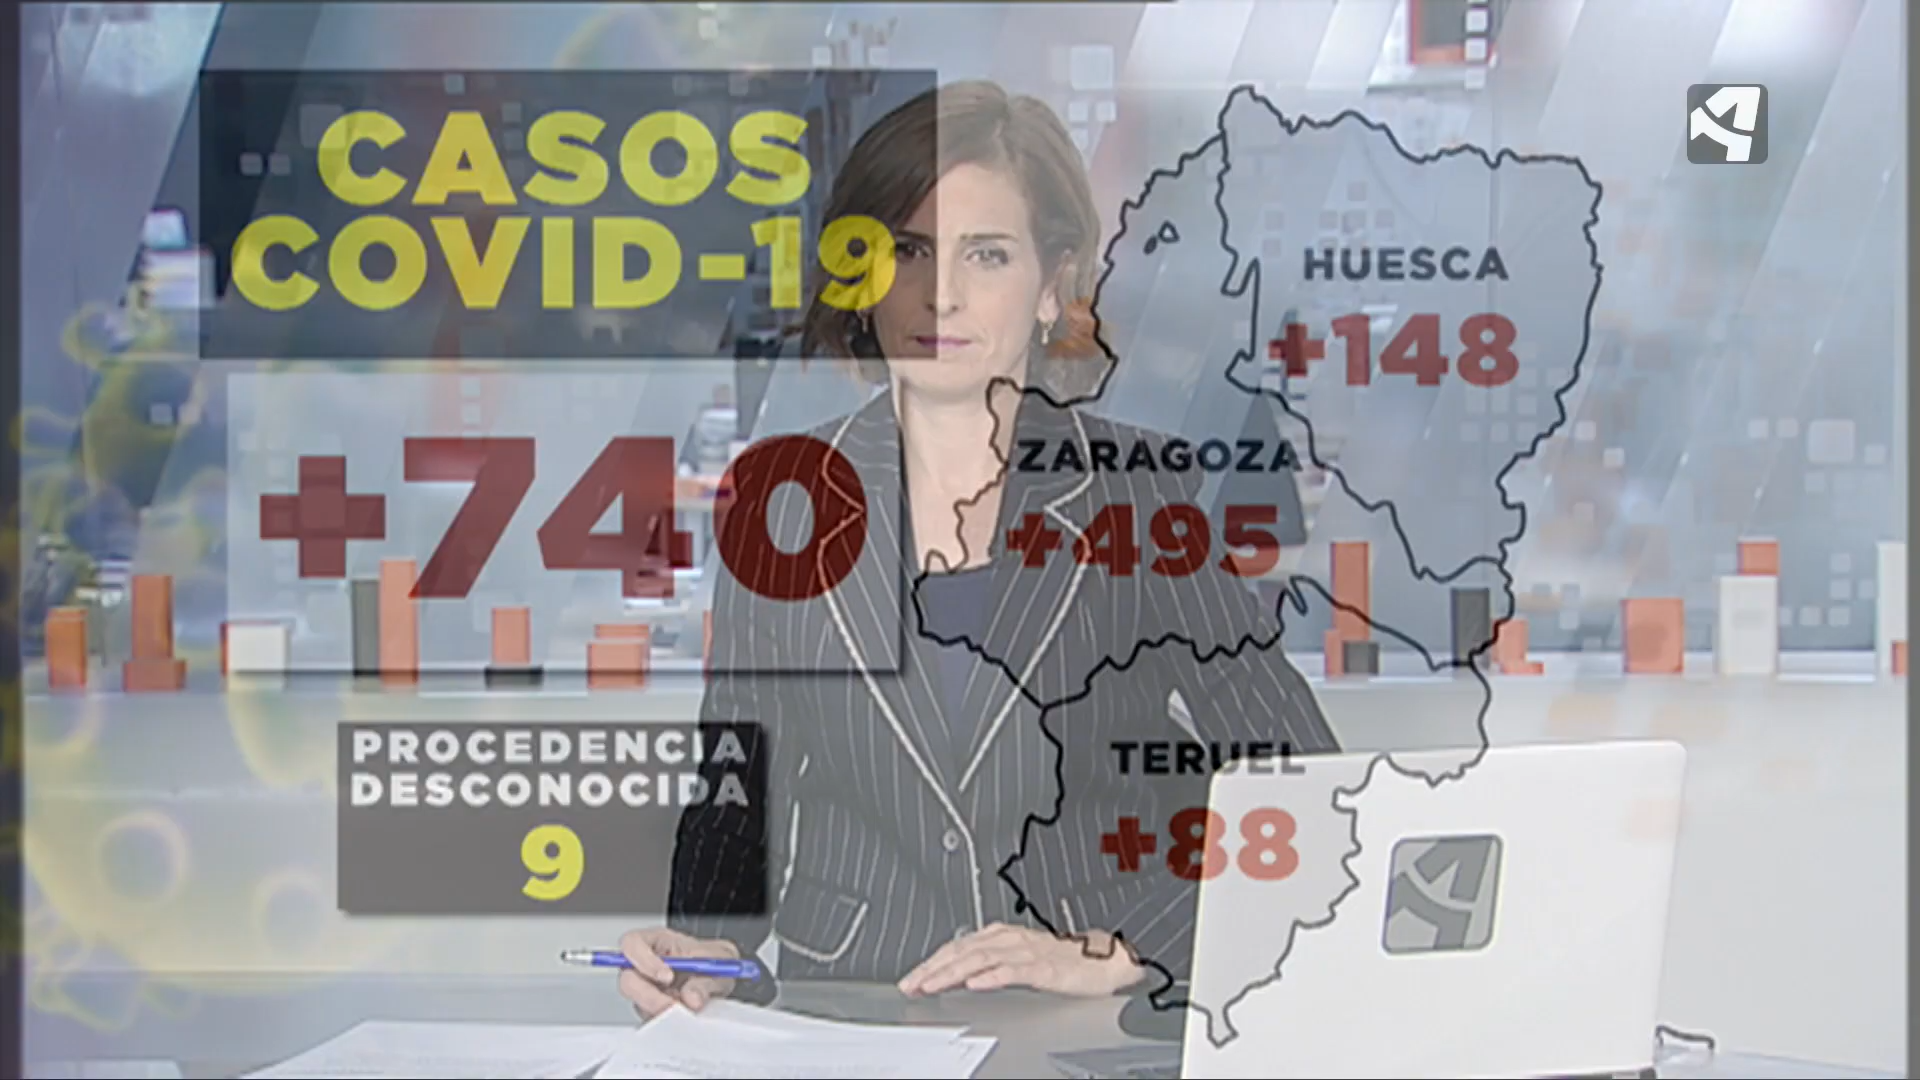 CASOS
COVID-19
+740
PROCEDENCIA
DESCONOCIDA
9
HUESCA
+148
ZARAGOZA
+495
TERUEL
+88